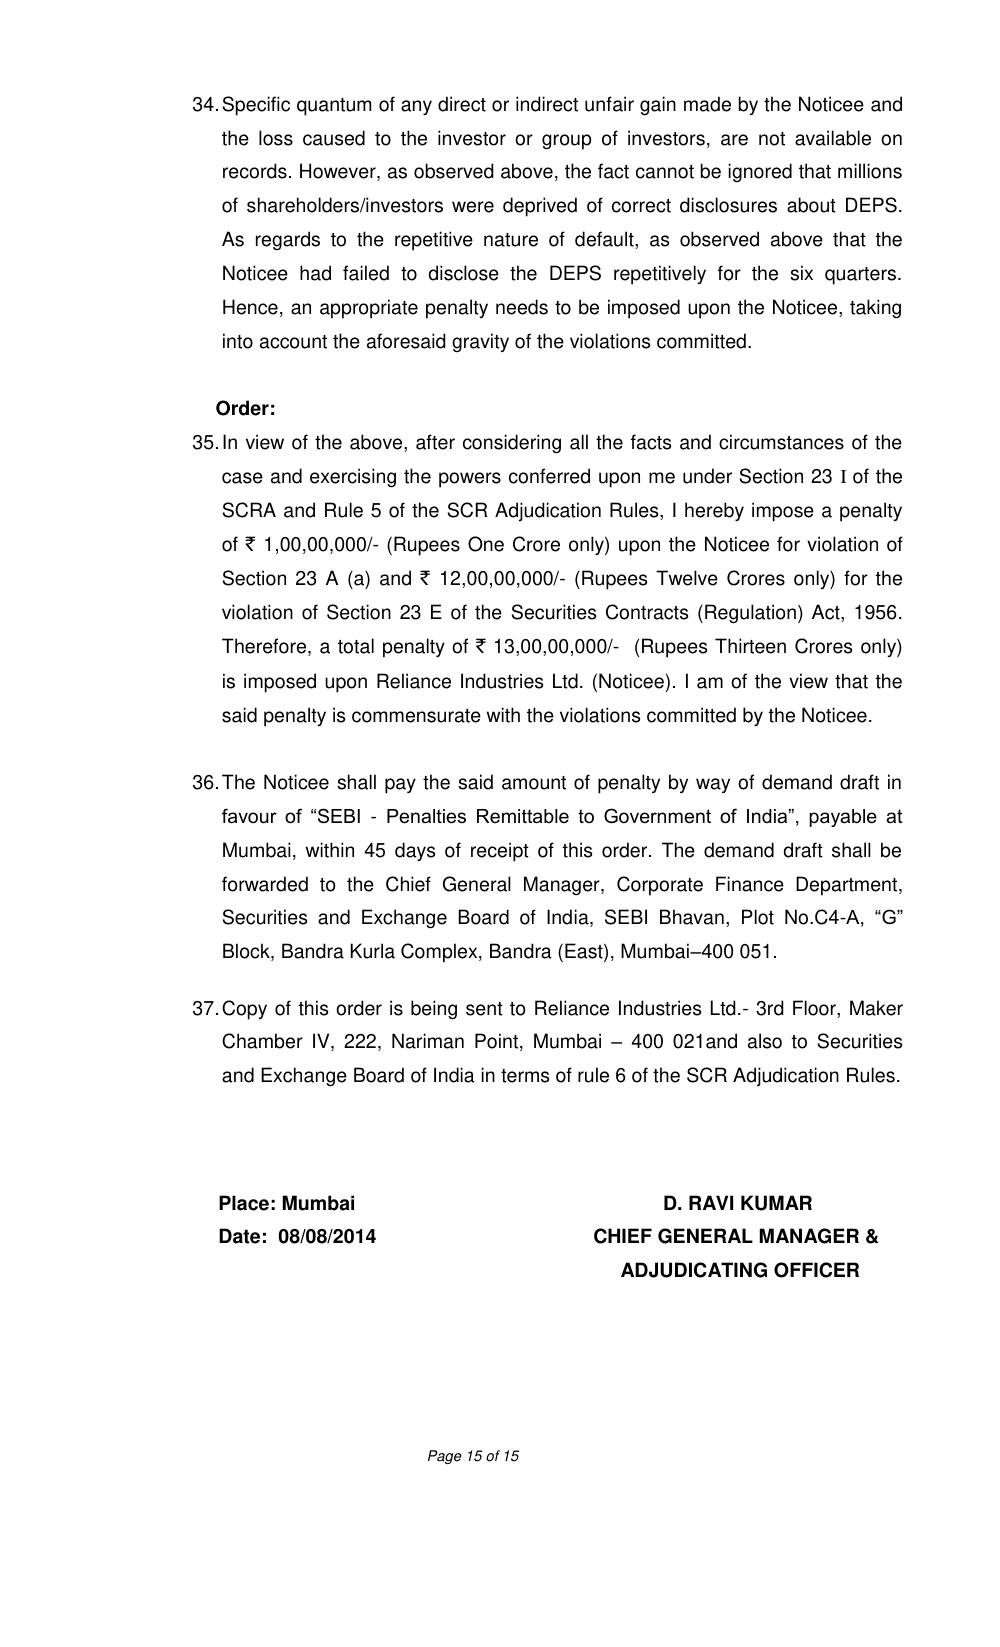 34. Specific quantum of any direct or indirect unfair gain made by the Noticee and
the loss caused to the investor or group of investors, are not available on
records. However, as observed above, the fact cannot be ignored that millions
of shareholders/investors were deprived of correct disclosures about DEPS.
As regards to the repetitive nature of default, as observed above that the
Noticee had failed to disclose the DEPS repetitively for the six quarters.
Hence, an appropriate penalty needs to be imposed upon the Noticee, taking
into account the aforesaid gravity of the violations committed.
Order:
35. In view of the above, after considering all the facts and circumstances of the
case and exercising the powers conferred upon me under Section 23 I of the
SCRA and Rule 5 of the SCR Adjudication Rules, I hereby impose a penalty
of ₹ 1,00,00,000/- (Rupees One Crore only) upon the Noticee for violation of
Section 23 A (a) and ₹ 12,00,00,000/- (Rupees Twelve Crores only) for the
violation of Section 23 E of the Securities Contracts (Regulation) Act, 1956.
Therefore, a total penalty of ₹ 13,00,00,000/- (Rupees Thirteen Crores only)
is imposed upon Reliance Industries Ltd. (Noticee). I am of the view that the
said penalty is commensurate with the violations committed by the Noticee.
36. The Noticee shall pay the said amount of penalty by way of demand draft in
favour of “SEBI - Penalties Remittable to Government of India”, payable at
Mumbai, within 45 days of receipt of this order. The demand draft shall be
forwarded to the Chief General Manager, Corporate Finance Department,
Securities and Exchange Board of India, SEBI Bhavan, Plot No.C4-A, “G”
Block, Bandra Kurla Complex, Bandra (East), Mumbai–400 051.
37. Copy of this order is being sent to Reliance Industries Ltd.- 3rd Floor, Maker
Chamber IV, 222, Nariman Point, Mumbai – 400 021and also to Securities
and Exchange Board of India in terms of rule 6 of the SCR Adjudication Rules.
Place: Mumbai
Date: 08/08/2014
D. RAVI KUMAR
CHIEF GENERAL MANAGER &
ADJUDICATING OFFICER
Page 15 of 15